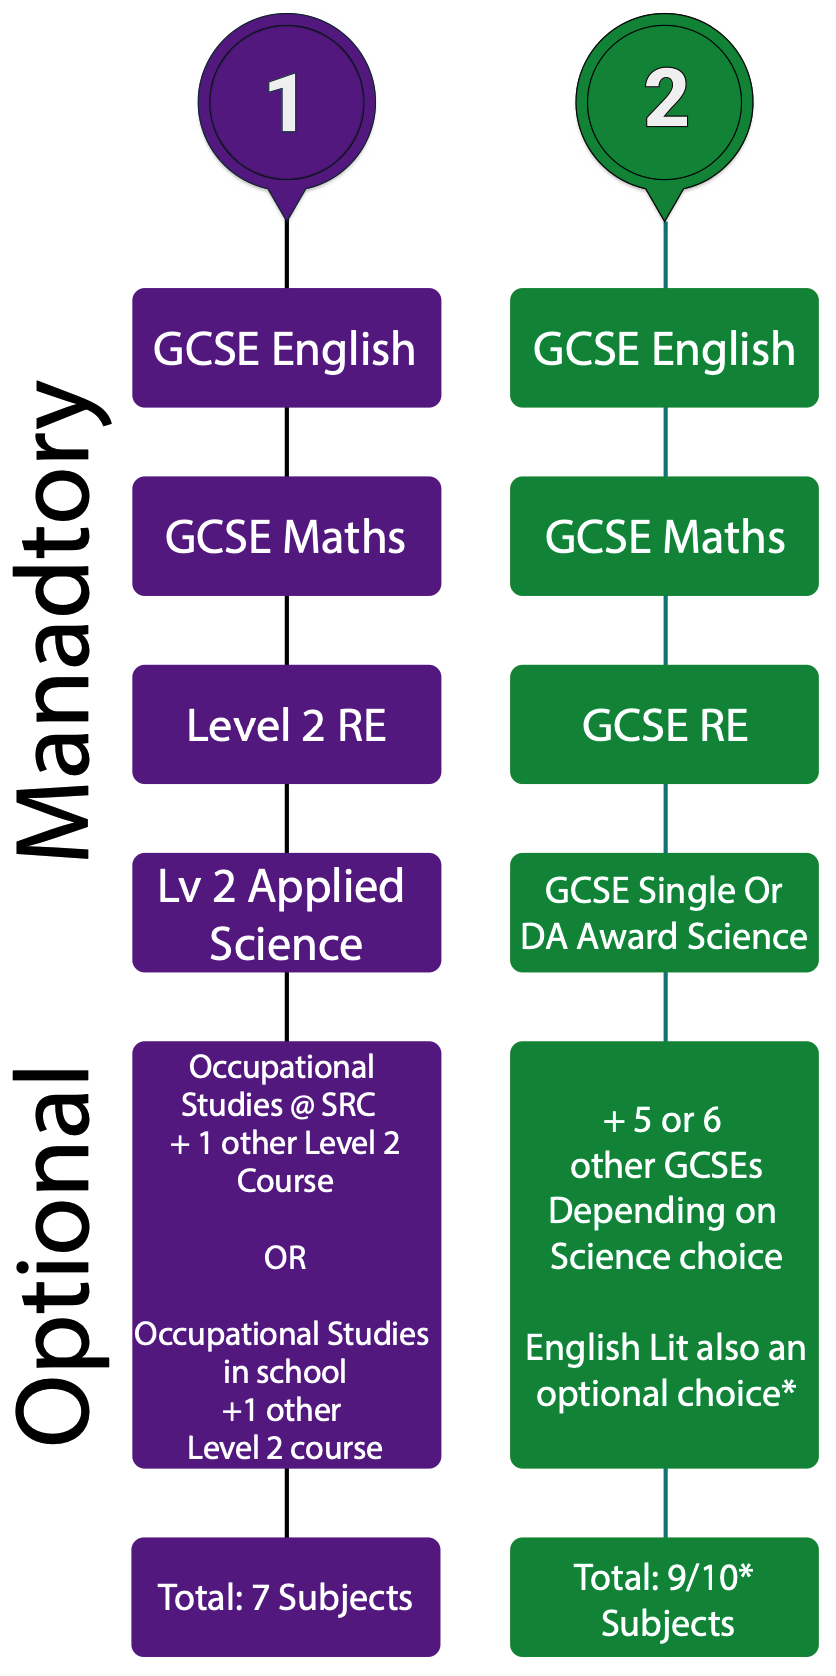 1
GCSE English
GCSE Maths
Level 2 RE
Lv 2 Applied
Science
Occupational
Studies @ SRC
+ 1 other Level 2
Course
OR
Occupational Studies
in school
+1 other
Level 2 course
Total: 7 Subjects
2
GCSE English
GCSE Maths
GCSE RE
GCSE Single Or
DA Award Science
+ 5 or 6
other GCSEs
Depending on
Science choice
English Lit also an
optional choice*
Total: 9/10*
Subjects
Manadtory
Optional